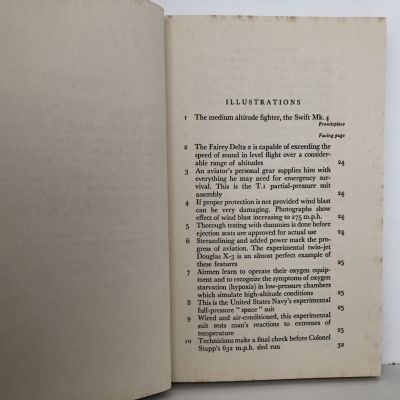 ILLUSTRATIONS
1 The medium altitude fighter, the Swift Mk. 4
Frontispiece
Facing page
2 The Fairey Delta 2 is capable of exceeding the
speed of sound in level flight over a consider-
able range of altitudes 24
3 An aviator's personal gear supplies him with
everything he may need for emergency sur-
vival. This is the T.1 partial-pressure suit
assembly 24
4 If proper protection is not provided wind blast
can be very damaging. Photographs show
effect of wind blast increasing to 275 m.p.h. 24
5 Thorough testing with dummies is done before
ejection seats are approved for actual use 24
6 Streamlining and added power mark the pro-
gress of aviation. The experimental twin-jet
Douglas X-3 is an almost perfect example of
these features 25
7 Airmen learn to operate their oxygen equip-
ment and to recognize the symptoms of oxygen
starvation (hypoxia) in low-pressure chambers
which simulate high-altitude conditions 25
8 This is the United States Navy's experimental
full-pressure " space " suit 25
9 Wired and air-conditioned, this experimental
suit tests man's reactions to extremes of
temperature 25
10 Technicians make a final check before Colonel
Stapp's 632 m.p.h. sled run 32